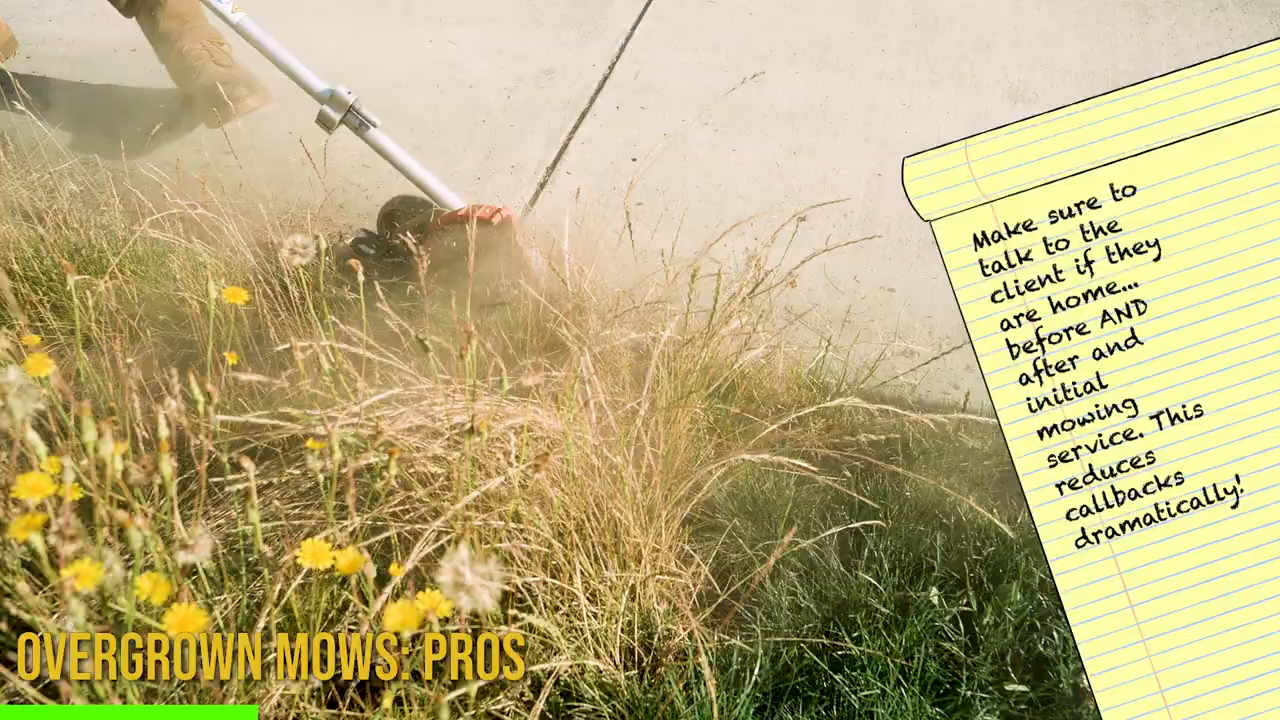 Make sure to
talk to the
client if they
are home...
before AND
after and
initial
mowing
service. This
reduces
callbacks
dramatically!
OVERGROWN MOWS: PROS